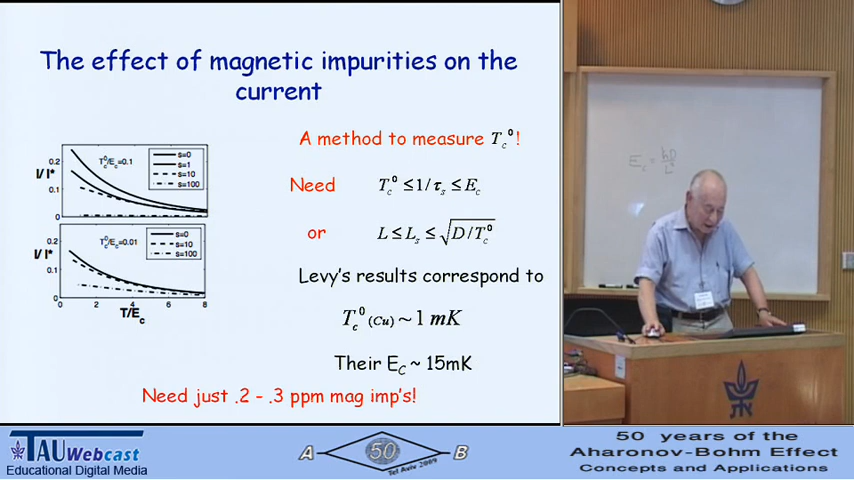 The effect of magnetic impurities on the
current
A method to measure T_c^0!
Need T_c^0 ≤ 1/τ_s ≤ E_c
or L ≤ L_s ≤ √(D/T_c^0)
Levy's results correspond to
T_c^0 (Cu) ~ 1 mK
Their E_C ~ 15mK
Need just .2 - .3 ppm mag imp's!
I/I*
0.2
0.1
0
T_c^0/E_c=0.1
s=0
s=1
s=10
s=100
I/I*
0.2
0.1
0
T_c^0/E_c=0.01
s=0
s=10
s=100
0 2 4 6 8
T/E_c
E_c = ħD/L²
TAU Webcast
Educational Digital Media
A 50 B
Tel Aviv 2009
50 years of the
Aharonov-Bohm Effect
Concepts and Applications